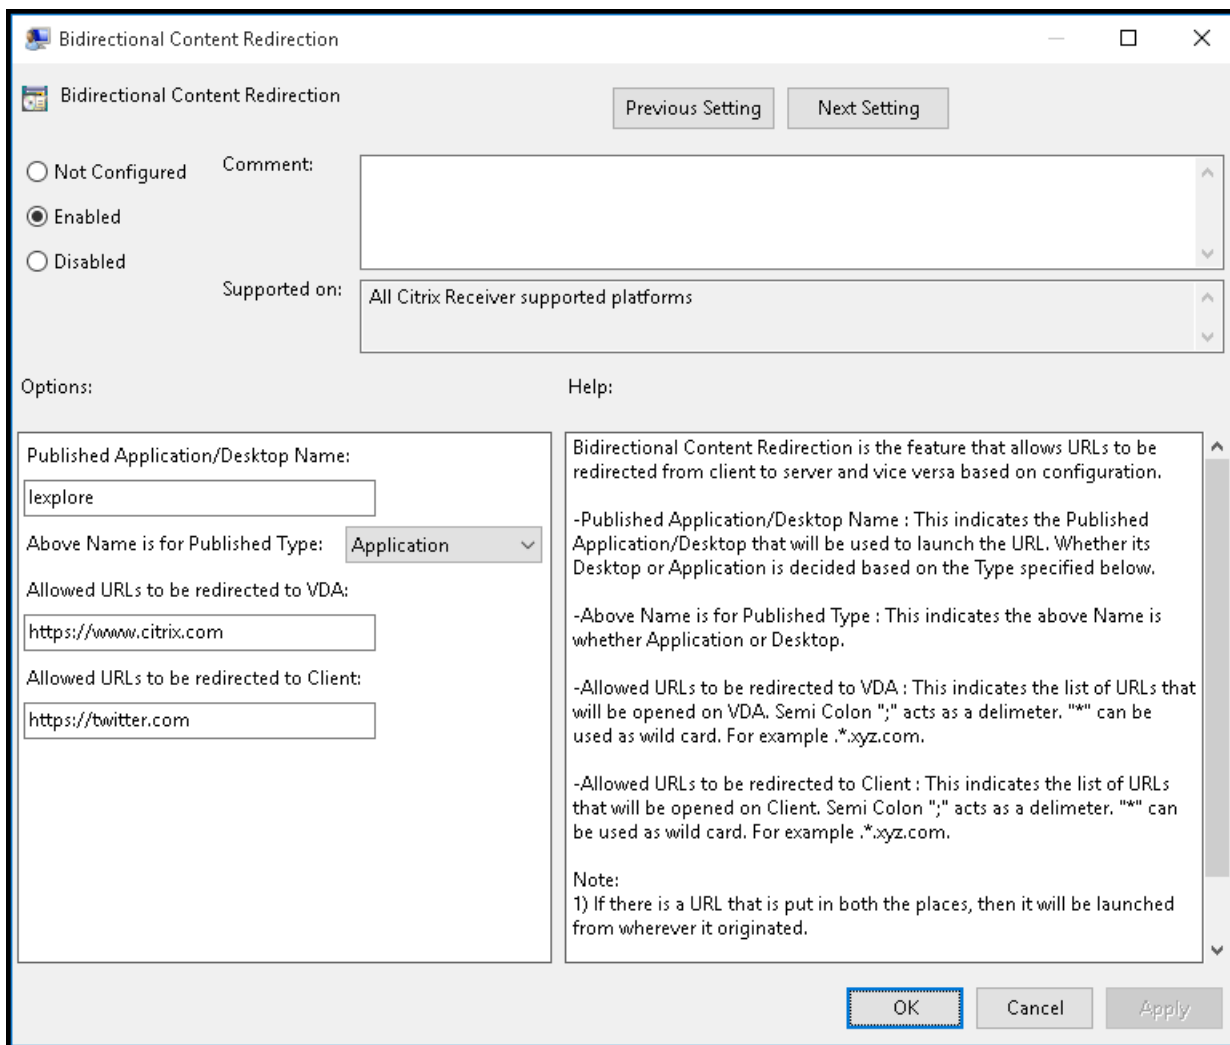 Bidirectional Content Redirection
Bidirectional Content Redirection
Previous Setting
Next Setting
Not Configured
Comment:
Enabled
Disabled
Supported on:
All Citrix Receiver supported platforms
Options:
Help:
Published Application/Desktop Name:
Iexplore
Above Name is for Published Type:
Application
Allowed URLs to be redirected to VDA:
https://www.citrix.com
Allowed URLs to be redirected to Client:
https://twitter.com
Bidirectional Content Redirection is the feature that allows URLs to be
redirected from client to server and vice versa based on configuration.
-Published Application/Desktop Name : This indicates the Published
Application/Desktop that will be used to launch the URL. Whether its
Desktop or Application is decided based on the Type specified below.
-Above Name is for Published Type : This indicates the above Name is
whether Application or Desktop.
-Allowed URLs to be redirected to VDA : This indicates the list of URLs that
will be opened on VDA. Semi Colon ";" acts as a delimeter. "*" can be
used as wild card. For example .*.xyz.com.
-Allowed URLs to be redirected to Client : This indicates the list of URLs
that will be opened on Client. Semi Colon ";" acts as a delimeter. "*" can
be used as wild card. For example .*.xyz.com.
Note:
1) If there is a URL that is put in both the places, then it will be launched
from wherever it originated.
OK
Cancel
Apply